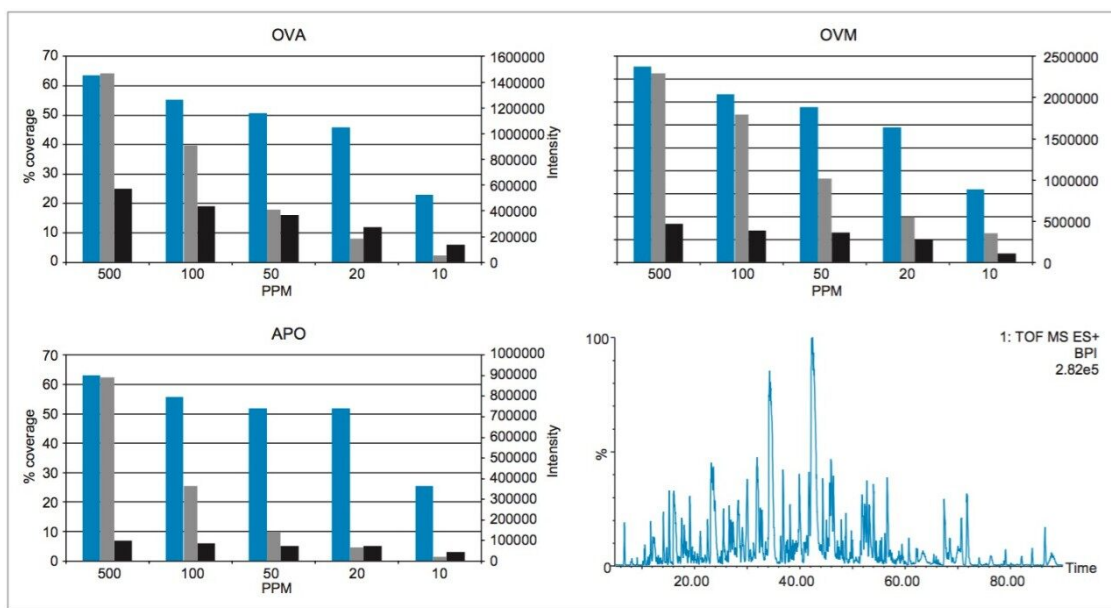 OVA
70
60
50
40
30
20
10
0
% coverage
1600000
1400000
1200000
1000000
800000
600000
400000
200000
0
Intensity
500 100 50 20 10
PPM
OVM
2500000
2000000
1500000
1000000
500000
0
500 100 50 20 10
PPM
APO
70
60
50
40
30
20
10
0
% coverage
1000000
900000
800000
700000
600000
500000
400000
300000
200000
100000
0
Intensity
500 100 50 20 10
PPM
1: TOF MS ES+
BPI
2.82e5
100
%
0
20.00 40.00 60.00 80.00
Time